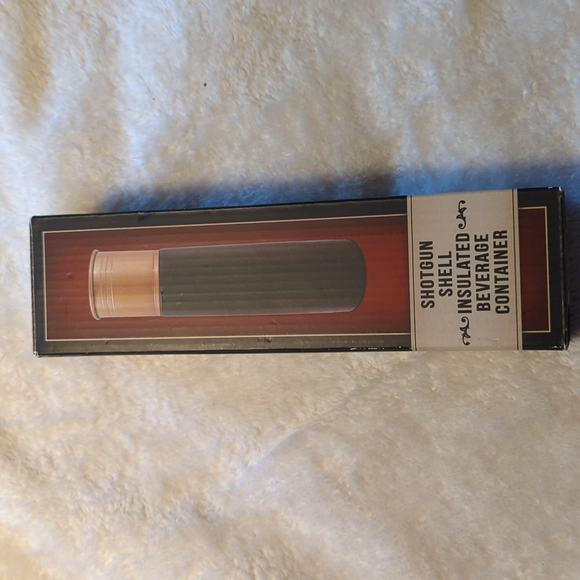 SHOTGUN
SHELL
INSULATED
BEVERAGE
CONTAINER